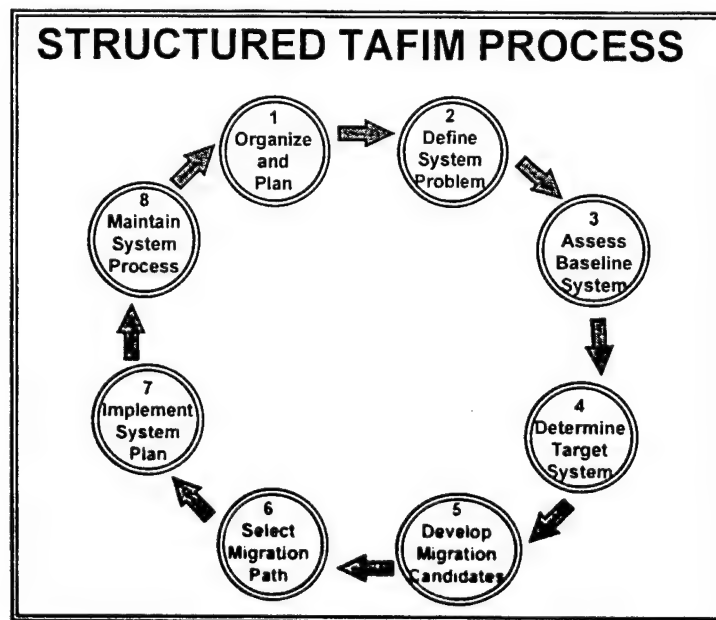 STRUCTURED TAFIM PROCESS
1
Organize
and
Plan
2
Define
System
Problem
3
Assess
Baseline
System
4
Determine
Target
System
5
Develop
Migration
Candidates
6
Select
Migration
Path
7
Implement
System
Plan
8
Maintain
System
Process